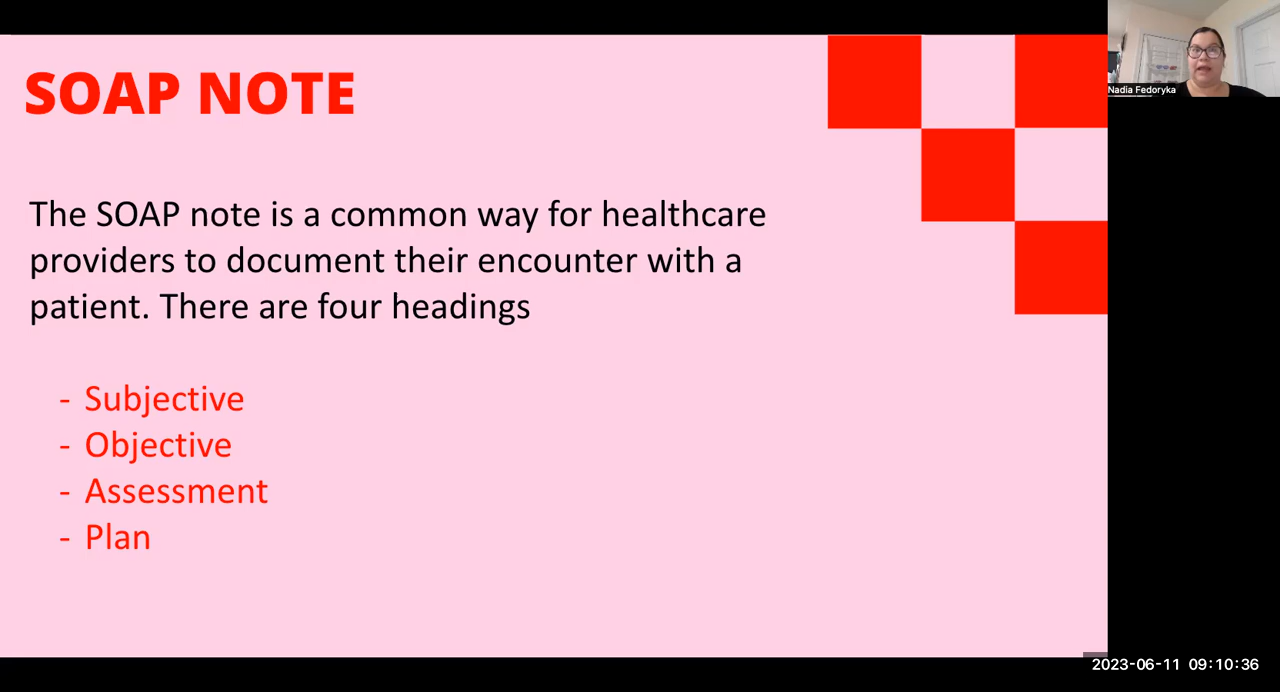 SOAP NOTE
Nadia Fedoryka
The SOAP note is a common way for healthcare
providers to document their encounter with a
patient. There are four headings
- Subjective
- Objective
- Assessment
- Plan
2023-06-11 09:10:36